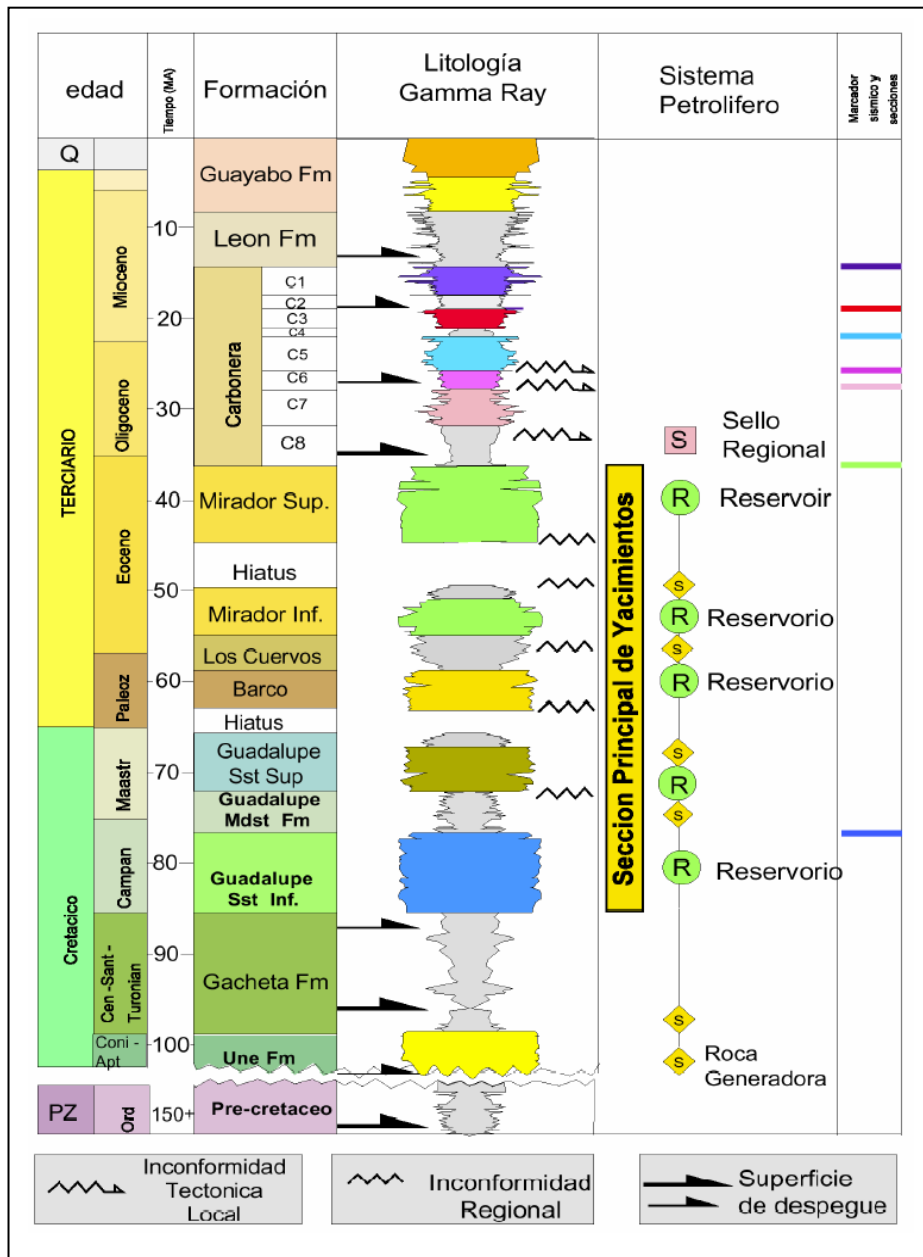 edad
Tiempo (MA)
Formación
Litología
Gamma Ray
Sistema
Petrolifero
Marcador
sismico y
secciones
Q
TERCIARIO
Cretacico
PZ
Mioceno
Oligoceno
Eoceno
Paleoz
Maastr
Campan
Cen -Sant -
Turonian
Coni -
Apt
Ord
10
20
30
40
50
60
70
80
90
100
150+
Guayabo Fm
Leon Fm
Carbonera
C1
C2
C3
C4
C5
C6
C7
C8
Mirador Sup.
Hiatus
Mirador Inf.
Los Cuervos
Barco
Hiatus
Guadalupe
Sst Sup
Guadalupe
Mdst Fm
Guadalupe
Sst Inf.
Gacheta Fm
Une Fm
Pre-cretaceo
Seccion Principal de Yacimientos
S
Sello
Regional
R
Reservoir
S
R
Reservorio
S
R
Reservorio
S
R
S
R
Reservorio
S
S
Roca
Generadora
Inconformidad
Tectonica
Local
Inconformidad
Regional
Superficie
de despegue